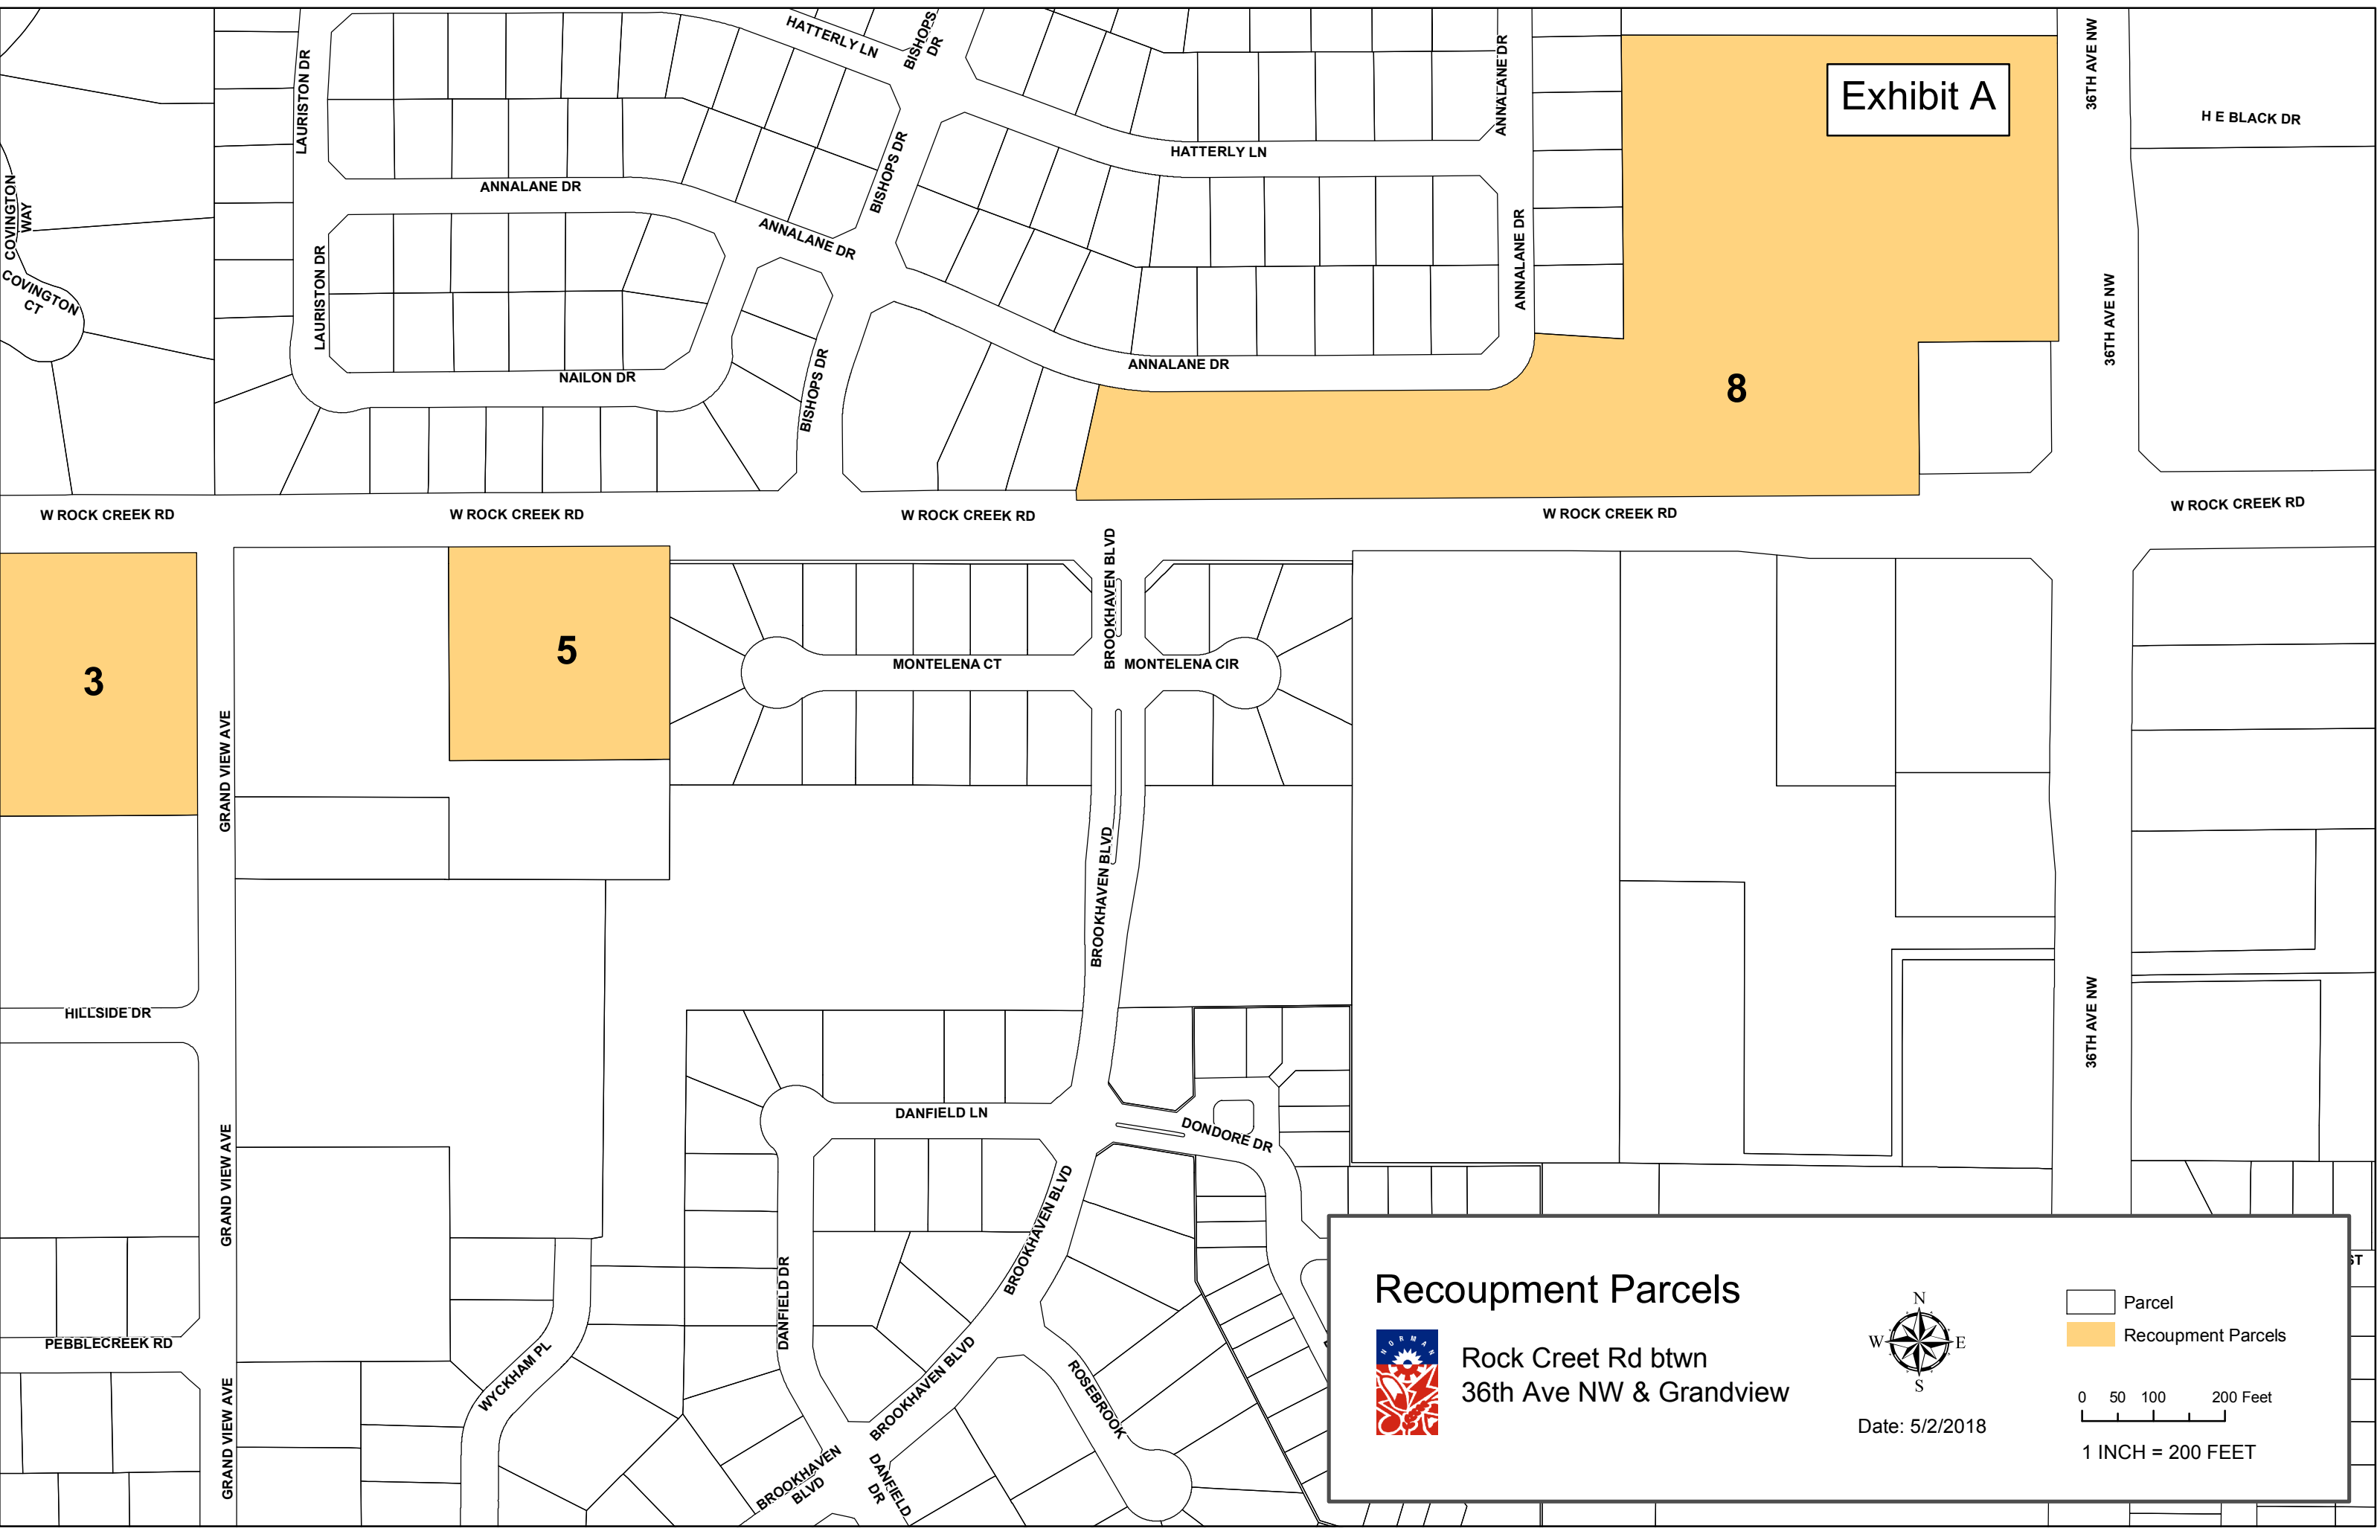 HATTERLY LN
BISHOPS
DR
LAURISTON DR
ANNALANE DR
36TH AVE NW
Exhibit A
H E BLACK DR
HATTERLY LN
COVINGTON
WAY
ANNALANE DR
BISHOPS DR
ANNALANE DR
ANNALANE DR
COVINGTON
CT
LAURISTON DR
36TH AVE NW
NAILON DR
BISHOPS DR
ANNALANE DR
8
W ROCK CREEK RD
W ROCK CREEK RD
W ROCK CREEK RD
W ROCK CREEK RD
W ROCK CREEK RD
3
5
BROOKHAVEN BLVD
MONTELENA CT
MONTELENA CIR
GRAND VIEW AVE
BROOKHAVEN BLVD
HILLSIDE DR
36TH AVE NW
DANFIELD LN
DONDORE DR
GRAND VIEW AVE
BROOKHAVEN BLVD
DANFIELD DR
PEBBLECREEK RD
WYCKHAM PL
BROOKHAVEN BLVD
ROSEBROOK
GRAND VIEW AVE
BROOKHAVEN
BLVD
DANFIELD
DR
ST
Recoupment Parcels
NORMAN
Rock Creet Rd btwn
36th Ave NW & Grandview
N
W
E
S
Date: 5/2/2018
Parcel
Recoupment Parcels
0 50 100 200 Feet
1 INCH = 200 FEET